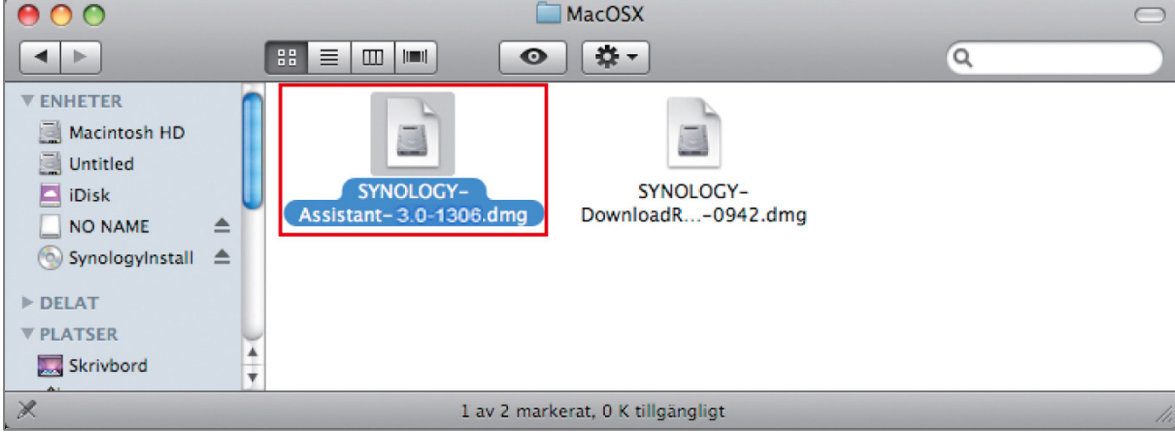 MacOSX
ENHETER
Macintosh HD
Untitled
iDisk
NO NAME
SynologyInstall
DELAT
PLATSER
Skrivbord
SYNOLOGY-
Assistant-3.0-1306.dmg
SYNOLOGY-
DownloadR...-0942.dmg
1 av 2 markerat, 0 K tillgängligt